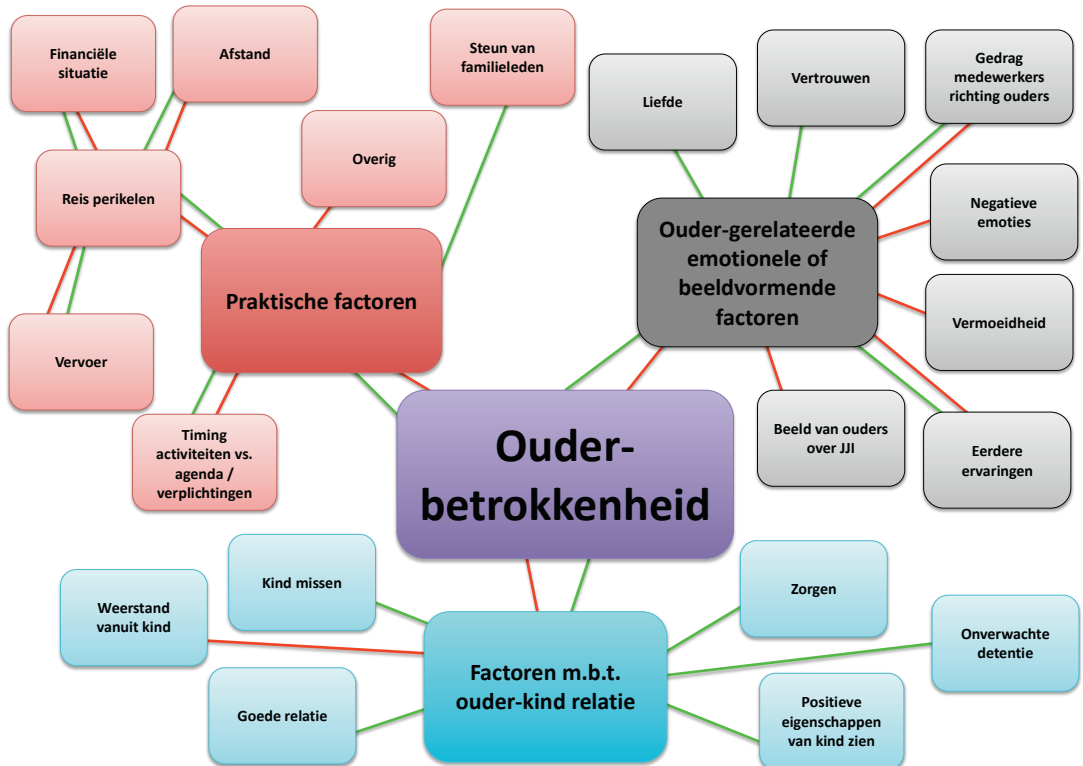 Financiële
situatie
Afstand
Steun van
familieleden
Reis perikelen
Overig
Praktische factoren
Vervoer
Timing
activiteiten vs.
agenda /
verplichtingen
Liefde
Vertrouwen
Gedrag
medewerkers
richting ouders
Ouder-gerelateerde
emotionele of
beeldvormende
factoren
Negatieve
emoties
Vermoeidheid
Beeld van ouders
over JJI
Eerdere
ervaringen
Ouder-
betrokkenheid
Kind missen
Weerstand
vanuit kind
Goede relatie
Factoren m.b.t.
ouder-kind relatie
Zorgen
Onverwachte
detentie
Positieve
eigenschappen
van kind zien